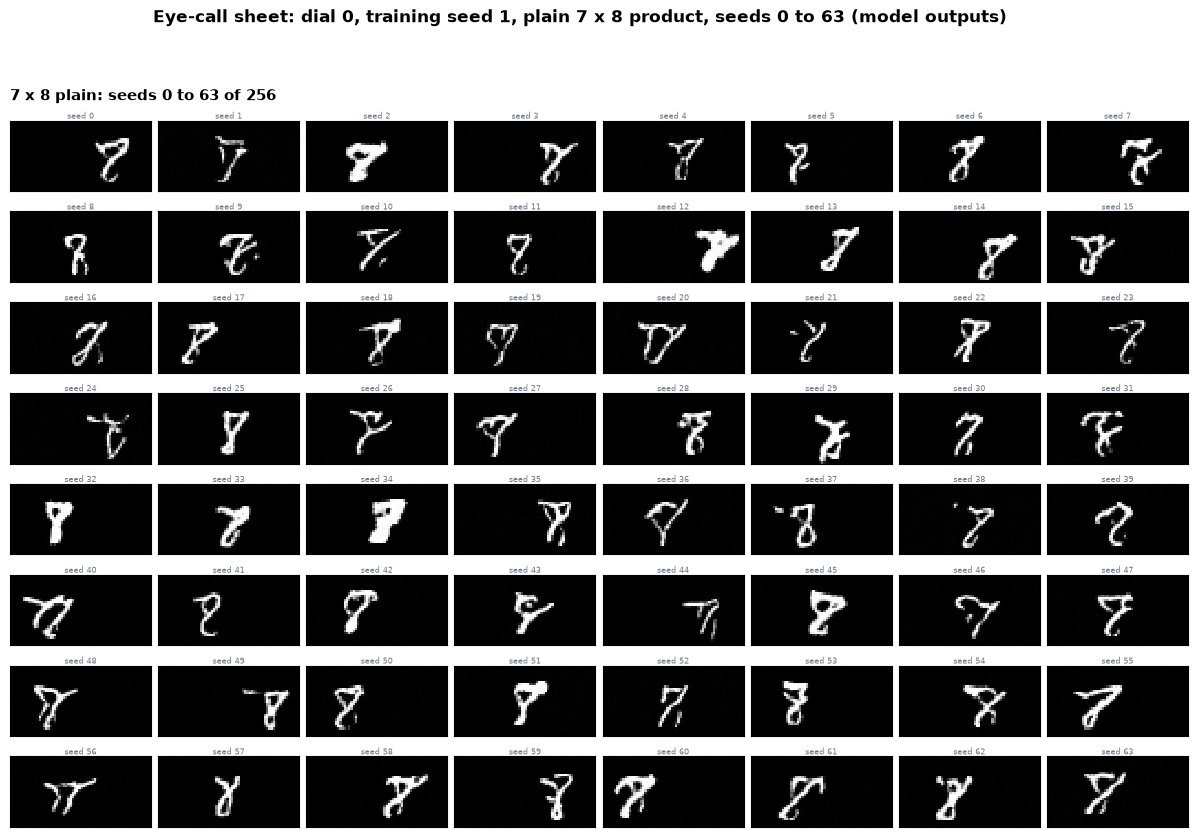 Eye-call sheet: dial 0, training seed 1, plain 7 x 8 product, seeds 0 to 63 (model outputs)
7 x 8 plain: seeds 0 to 63 of 256
seed 0 seed 1 seed 2 seed 3 seed 4 seed 5 seed 6 seed 7
seed 8 seed 9 seed 10 seed 11 seed 12 seed 13 seed 14 seed 15
seed 16 seed 17 seed 18 seed 19 seed 20 seed 21 seed 22 seed 23
seed 24 seed 25 seed 26 seed 27 seed 28 seed 29 seed 30 seed 31
seed 32 seed 33 seed 34 seed 35 seed 36 seed 37 seed 38 seed 39
seed 40 seed 41 seed 42 seed 43 seed 44 seed 45 seed 46 seed 47
seed 48 seed 49 seed 50 seed 51 seed 52 seed 53 seed 54 seed 55
seed 56 seed 57 seed 58 seed 59 seed 60 seed 61 seed 62 seed 63